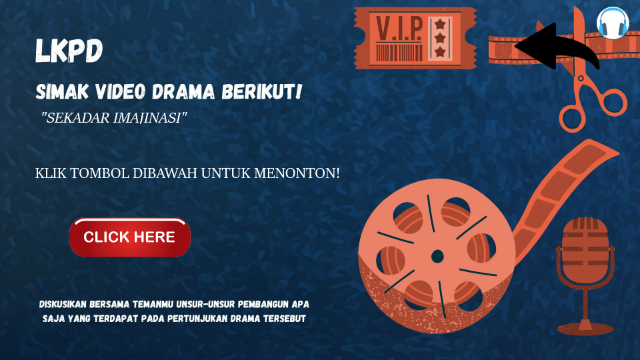 LKPD
V.I.P.
SIMAK VIDEO DRAMA BERIKUT!
"SEKADAR IMAJINASI"
KLIK TOMBOL DIBAWAH UNTUK MENONTON!
CLICK HERE
DISKUSIKAN BERSAMA TEMANMU UNSUR-UNSUR PEMBANGUN APA
SAJA YANG TERDAPAT PADA PERTUNJUKAN DRAMA TERSEBUT